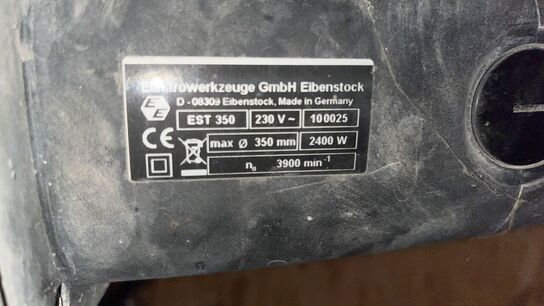 Elektrowerkzeuge GmbH Eibenstock
D - 08309 Eibenstock, Made in Germany
EE
EST 350 230 V ~ 100025
CE max Ø 350 mm 2400 W
n₀ 3900 min⁻¹